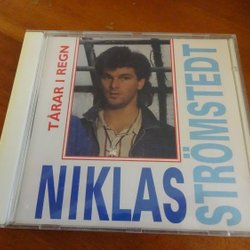 TÅRAR I REGN
NIKLAS
STRÖMSTEDT